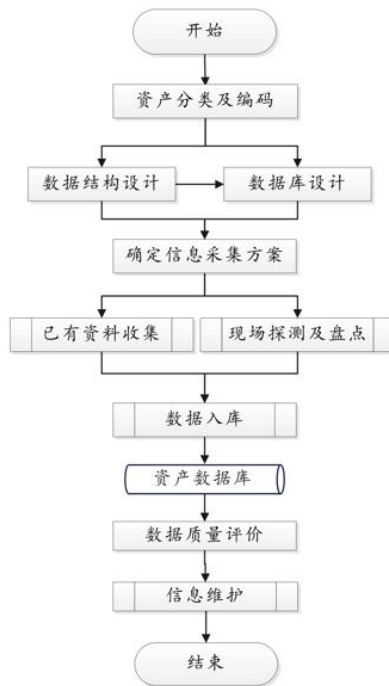 开始
资产分类及编码
数据结构设计
数据库设计
确定信息采集方案
已有资料收集
现场探测及盘点
数据入库
资产数据库
数据质量评价
信息维护
结束